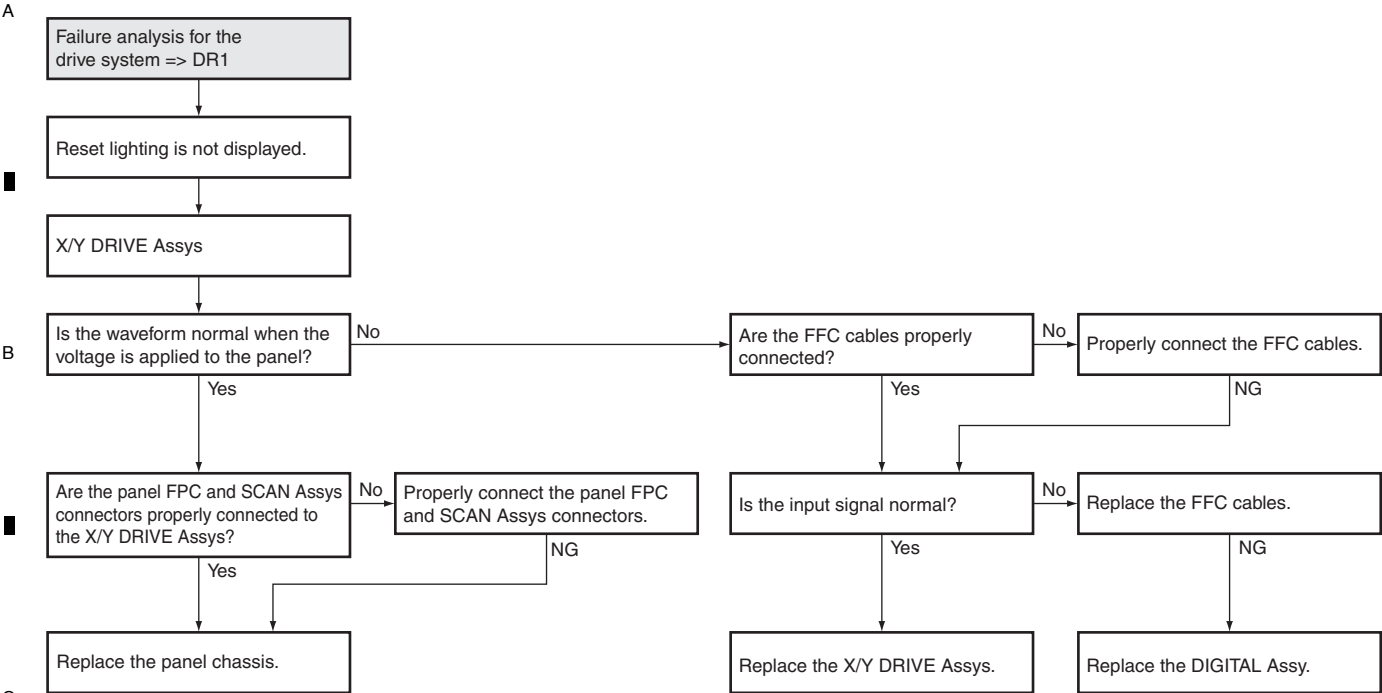 A
Failure analysis for the
drive system => DR1
Reset lighting is not displayed.
X/Y DRIVE Assys
B
Is the waveform normal when the
voltage is applied to the panel?
No
Yes
Are the FFC cables properly
connected?
No
Yes
Properly connect the FFC cables.
NG
Are the panel FPC and SCAN Assys
connectors properly connected to
the X/Y DRIVE Assys?
No
Yes
Properly connect the panel FPC
and SCAN Assys connectors.
NG
Is the input signal normal?
No
Yes
Replace the FFC cables.
NG
Replace the panel chassis.
Replace the X/Y DRIVE Assys.
Replace the DIGITAL Assy.